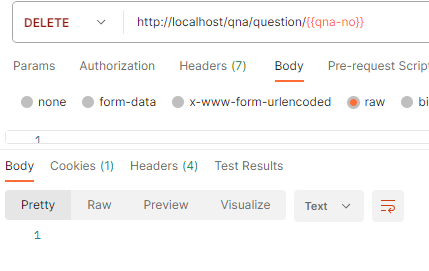 DELETE http://localhost/qna/question/{{qna-no}}
Params Authorization Headers (7) Body Pre-request Script
none form-data x-www-form-urlencoded raw bi
1
Body Cookies (1) Headers (4) Test Results
Pretty Raw Preview Visualize Text
1